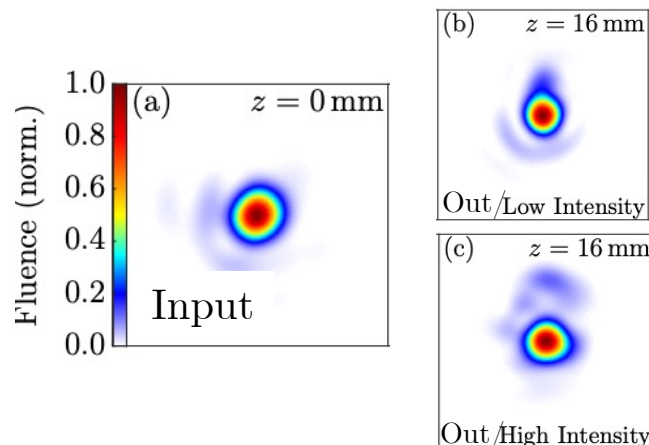 Fluence (norm.)
1.0
0.8
0.6
0.4
0.2
0.0
(a) z = 0 mm
Input
(b) z = 16 mm
Out/Low Intensity
(c) z = 16 mm
Out/High Intensity